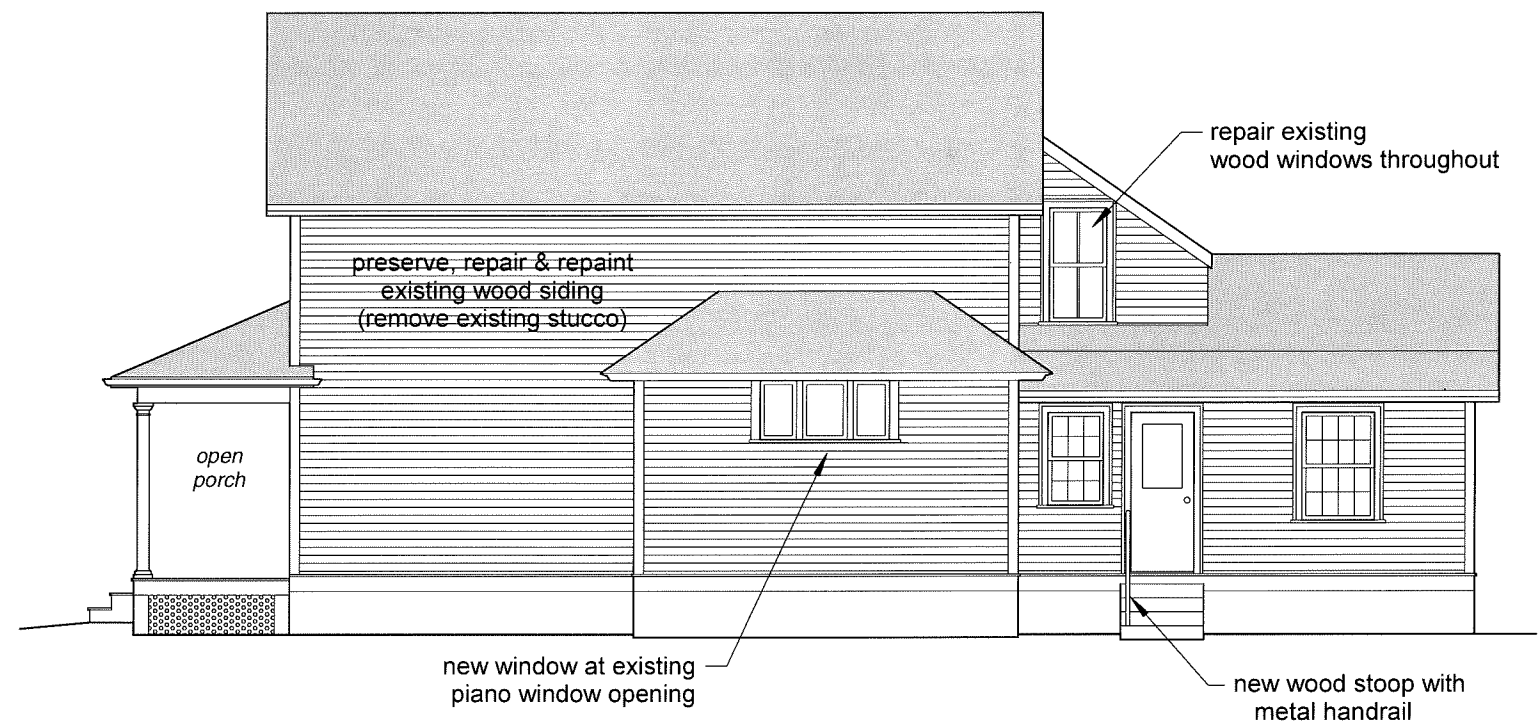 repair existing
wood windows throughout
preserve, repair & repaint
existing wood siding
(remove existing stucco)
open
porch
new window at existing
piano window opening
new wood stoop with
metal handrail